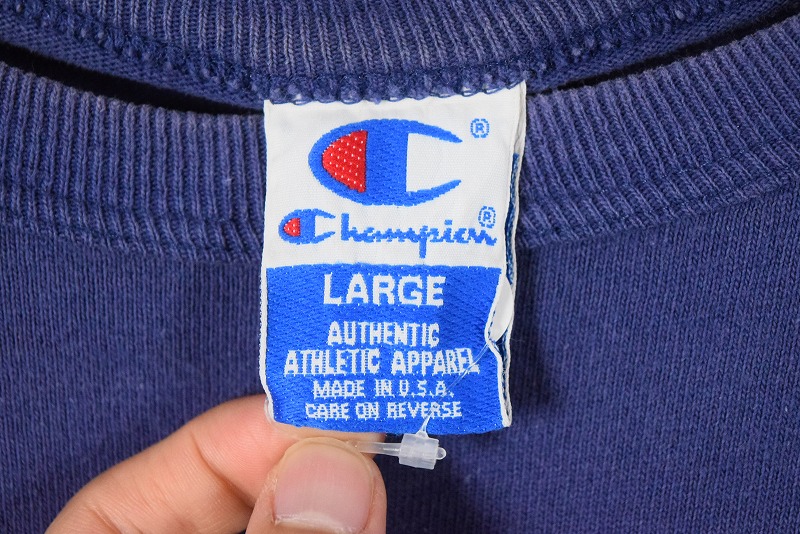 ®
Champion®
LARGE
AUTHENTIC
ATHLETIC APPAREL
MADE IN U.S.A.
CARE ON REVERSE